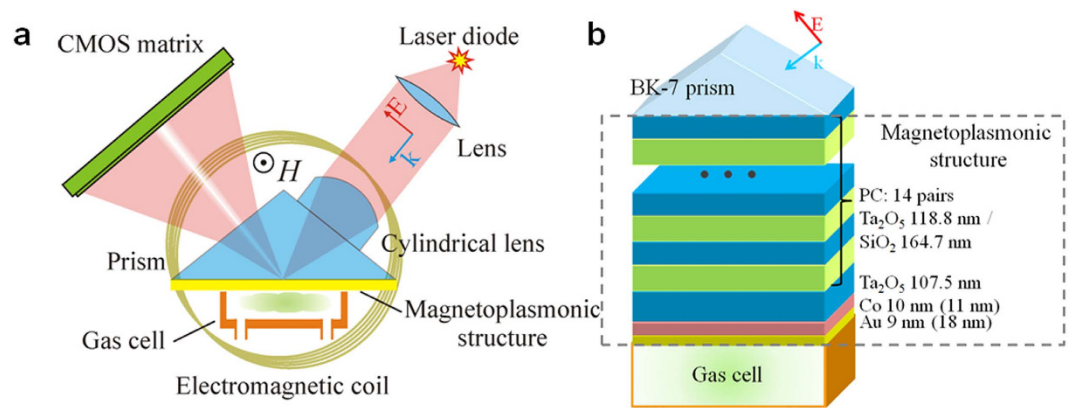 a
CMOS matrix
Laser diode
E
k
Lens
H
Cylindrical lens
Prism
Magnetoplasmonic
structure
Gas cell
Electromagnetic coil
b
E
k
BK-7 prism
Magnetoplasmonic
structure
PC: 14 pairs
Ta₂O₅ 118.8 nm /
SiO₂ 164.7 nm
Ta₂O₅ 107.5 nm
Co 10 nm (11 nm)
Au 9 nm (18 nm)
Gas cell